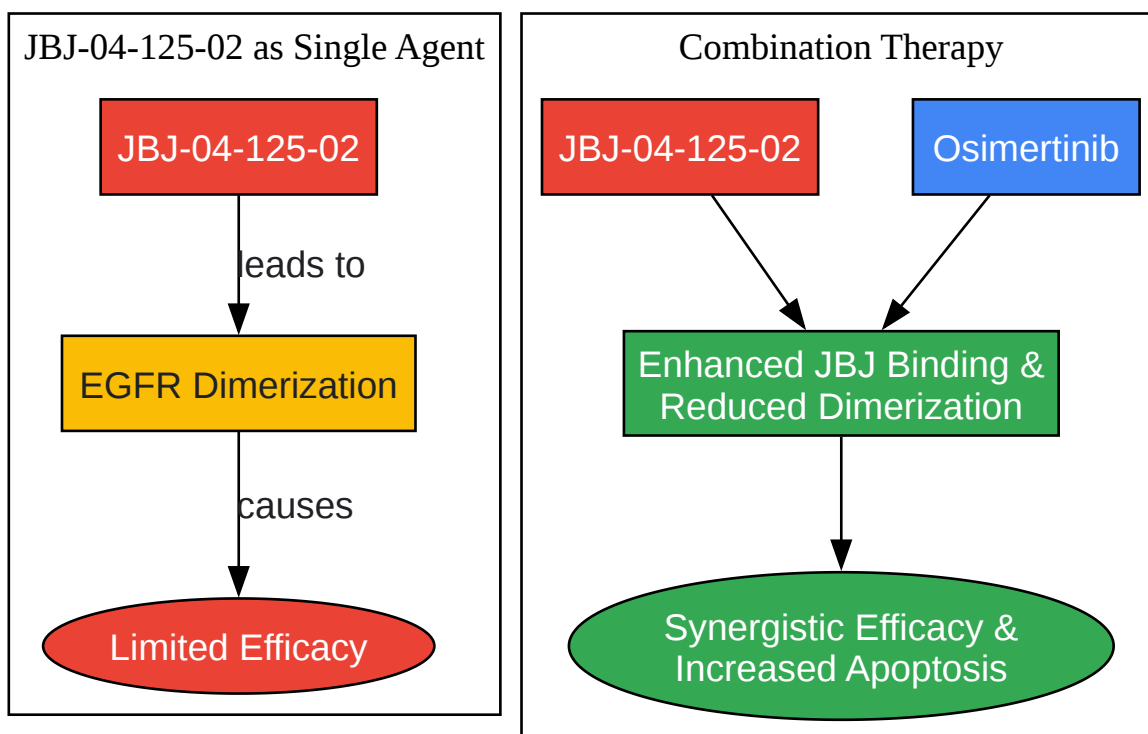 JBJ-04-125-02 as Single Agent
JBJ-04-125-02
leads to
EGFR Dimerization
causes
Limited Efficacy
Combination Therapy
JBJ-04-125-02
Osimertinib
Enhanced JBJ Binding &
Reduced Dimerization
Synergistic Efficacy &
Increased Apoptosis